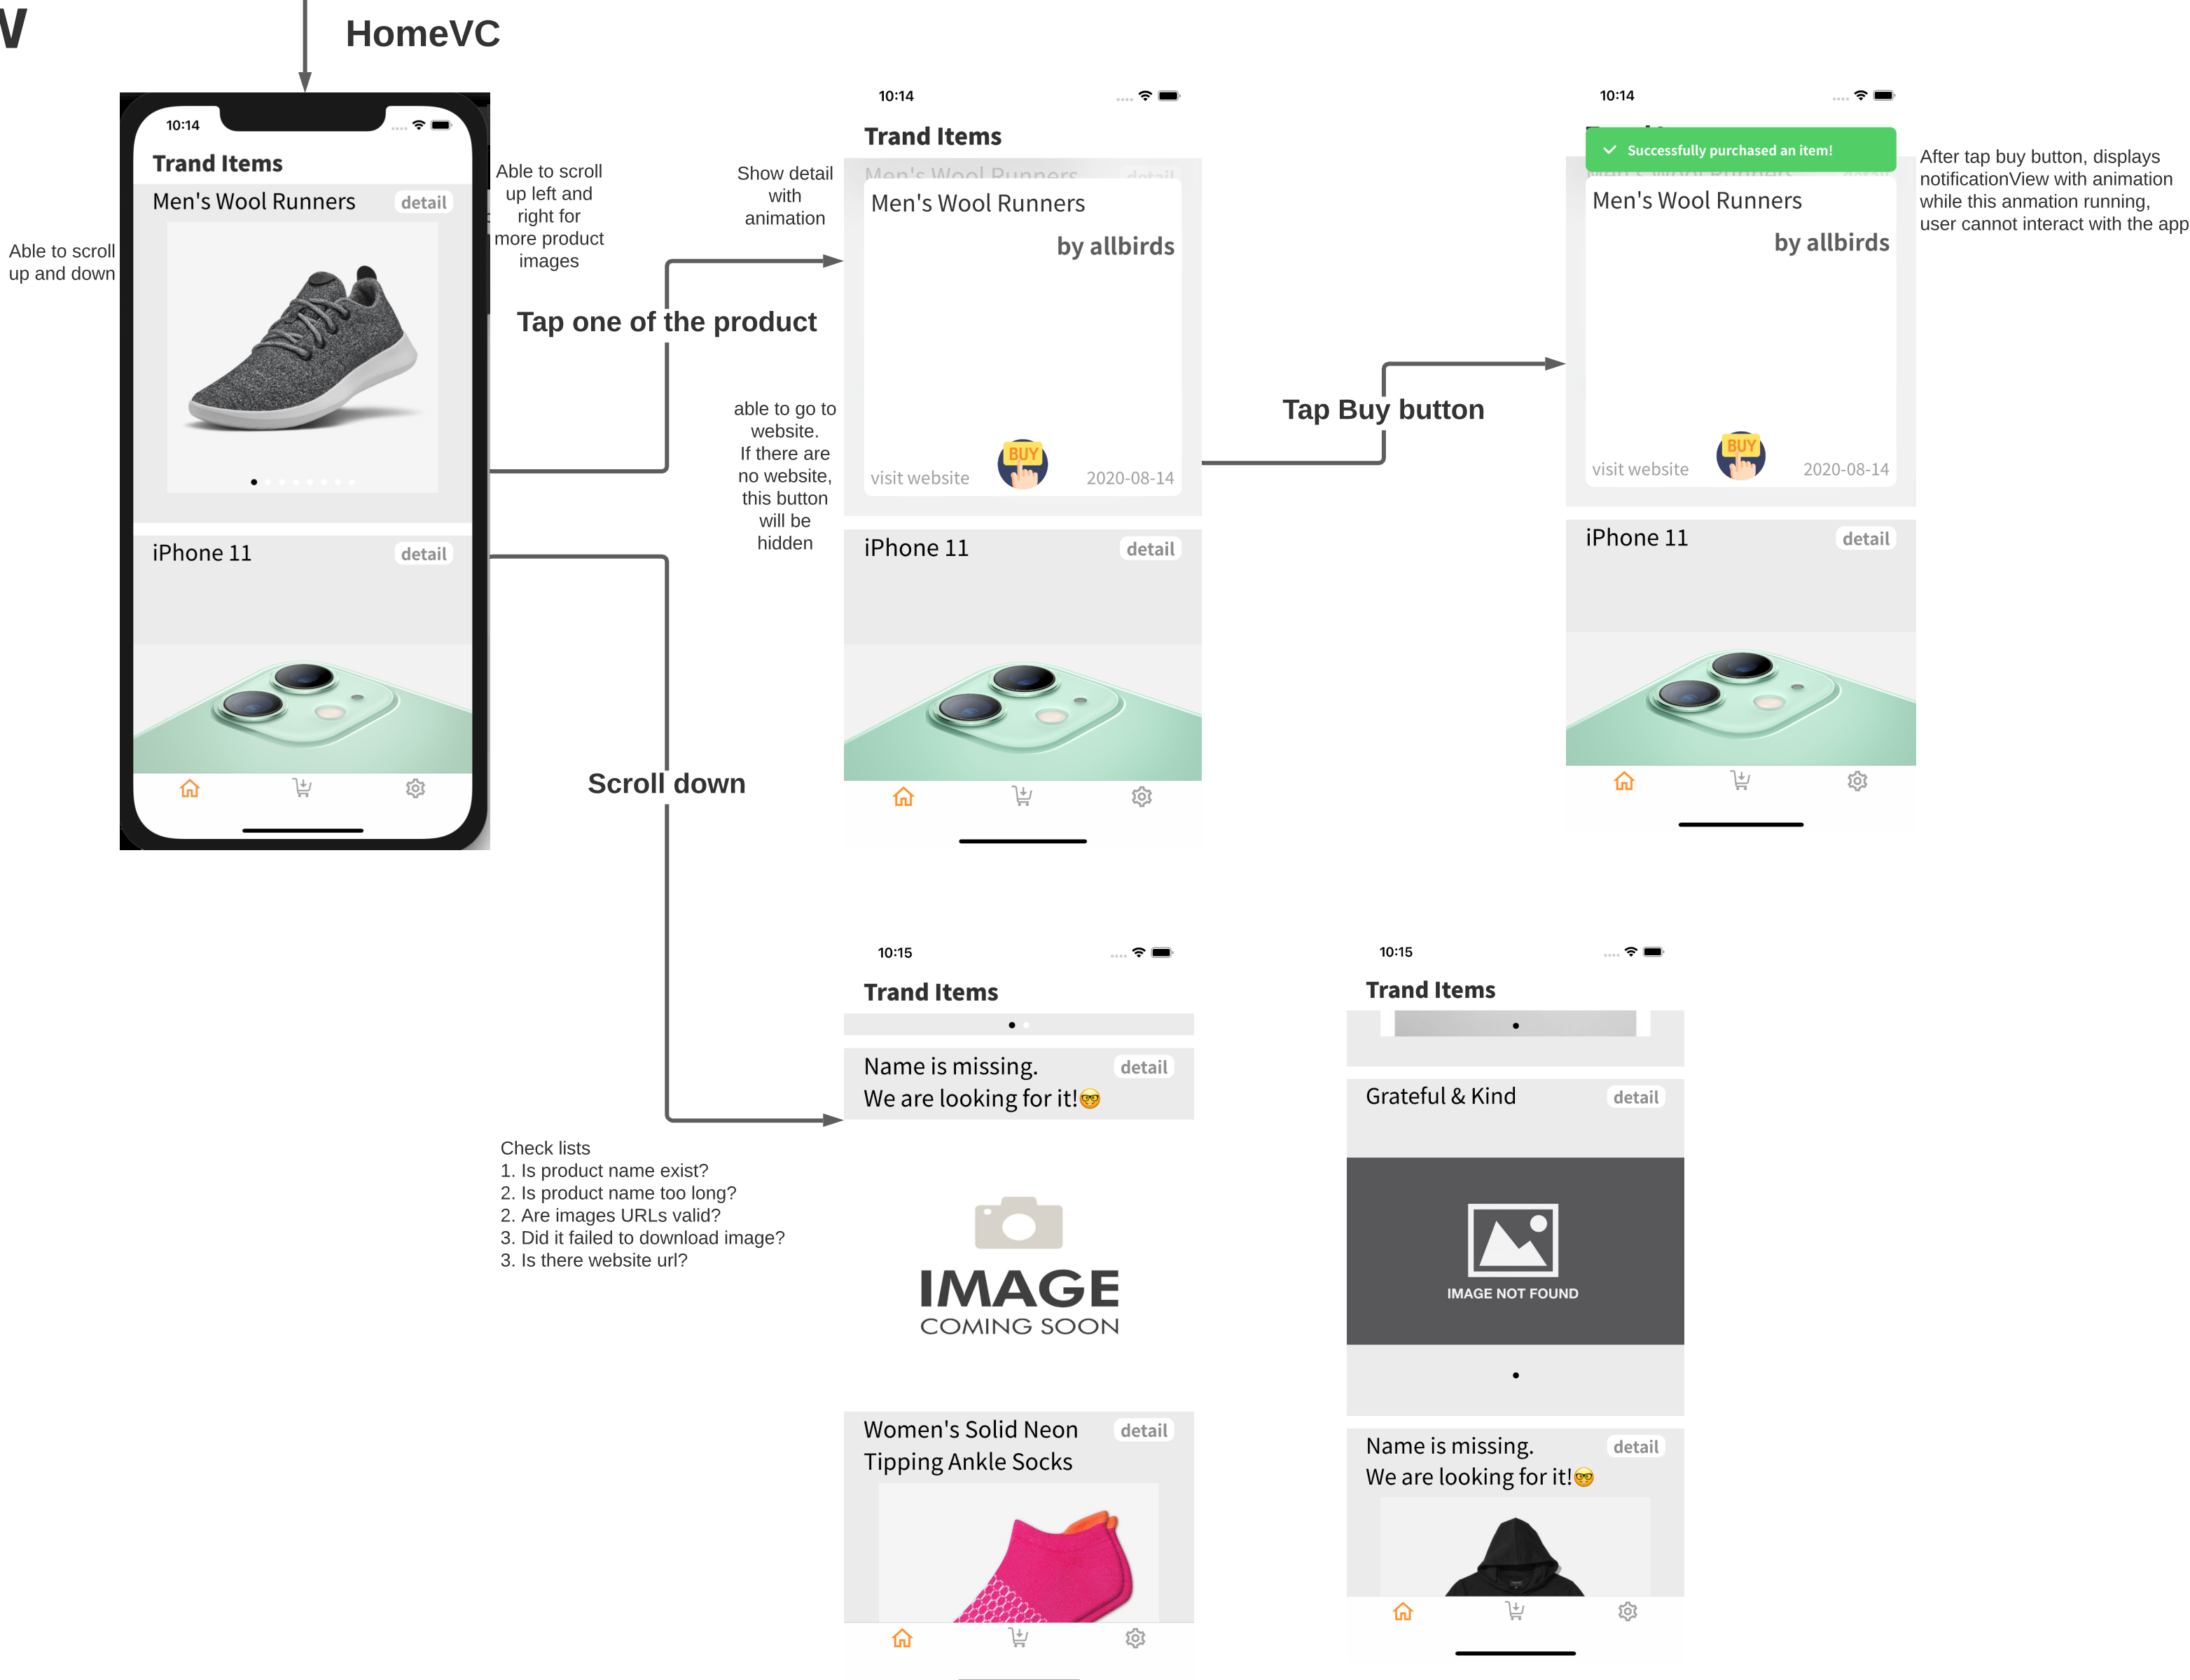 w
HomeVC
10:14
Trand Items
Men's Wool Runners
detail
iPhone 11
detail
Able to scroll
up and down
Able to scroll
up left and
right for
more product
images
Tap one of the product
Show detail
with
animation
able to go to
website.
If there are
no website,
this button
will be
hidden
10:14
Trand Items
Men's Wool Runners
detail
Men's Wool Runners
by allbirds
BUY
visit website
2020-08-14
iPhone 11
detail
Tap Buy button
10:14
Successfully purchased an item!
Men's Wool Runners
by allbirds
BUY
visit website
2020-08-14
iPhone 11
detail
After tap buy button, displays
notificationView with animation
while this anmation running,
user cannot interact with the app
Scroll down
Check lists
1. Is product name exist?
2. Is product name too long?
2. Are images URLs valid?
3. Did it failed to download image?
3. Is there website url?
10:15
Trand Items
Name is missing.
We are looking for it!🤓
detail
IMAGE
COMING SOON
Women's Solid Neon
Tipping Ankle Socks
detail
10:15
Trand Items
Grateful & Kind
detail
IMAGE NOT FOUND
Name is missing.
We are looking for it!🤓
detail